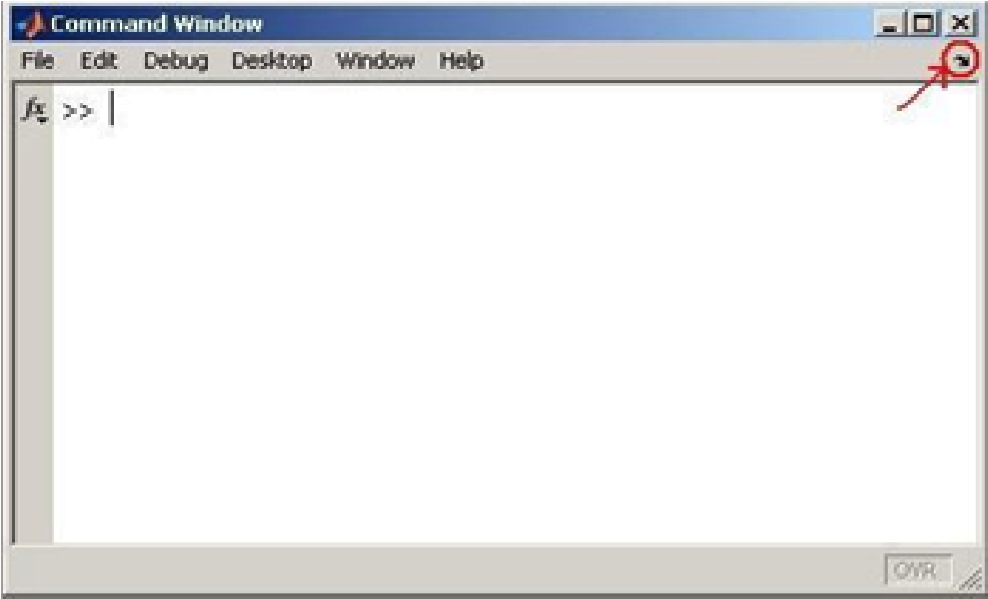 Command Window
File Edit Debug Desktop Window Help
fx >>
OVR